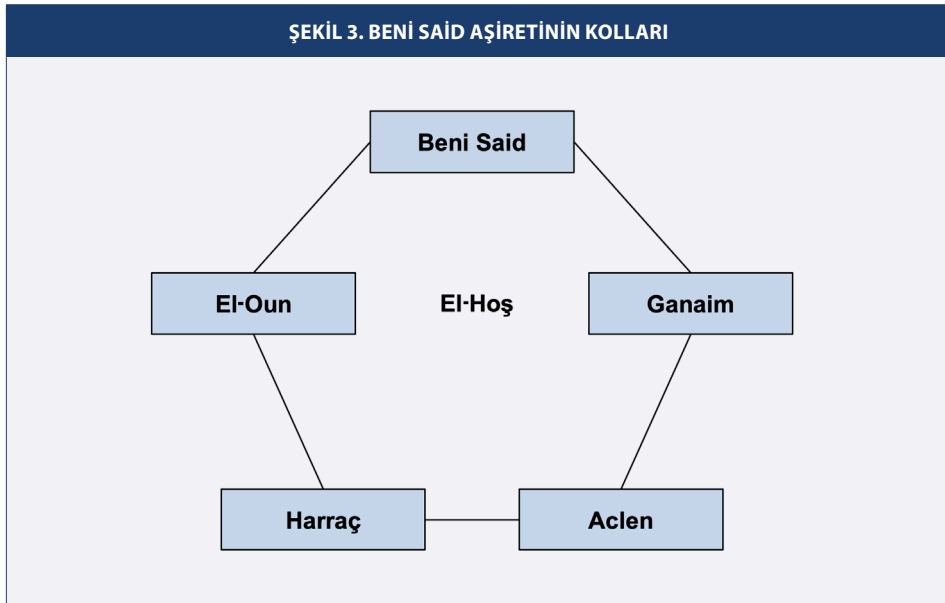 ŞEKİL 3. BENİ SAİD AŞİRETİNİN KOLLARI
Beni Said
El-Oun
El-Hoş
Ganaim
Harraç
Aclen